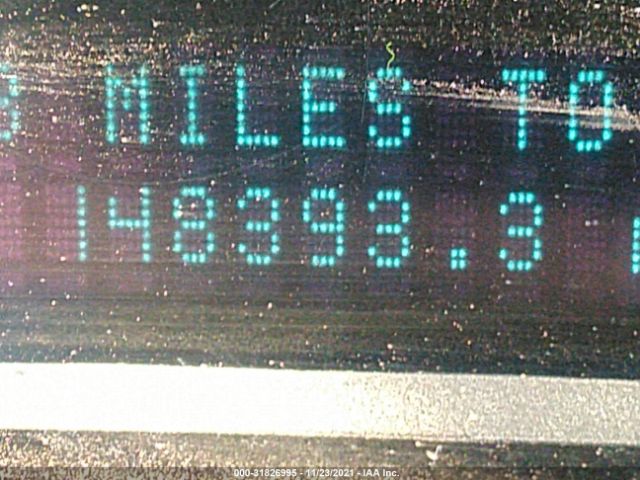 MILES TO
148393.3
000-31826995 - 11/23/2021 - IAA Inc.